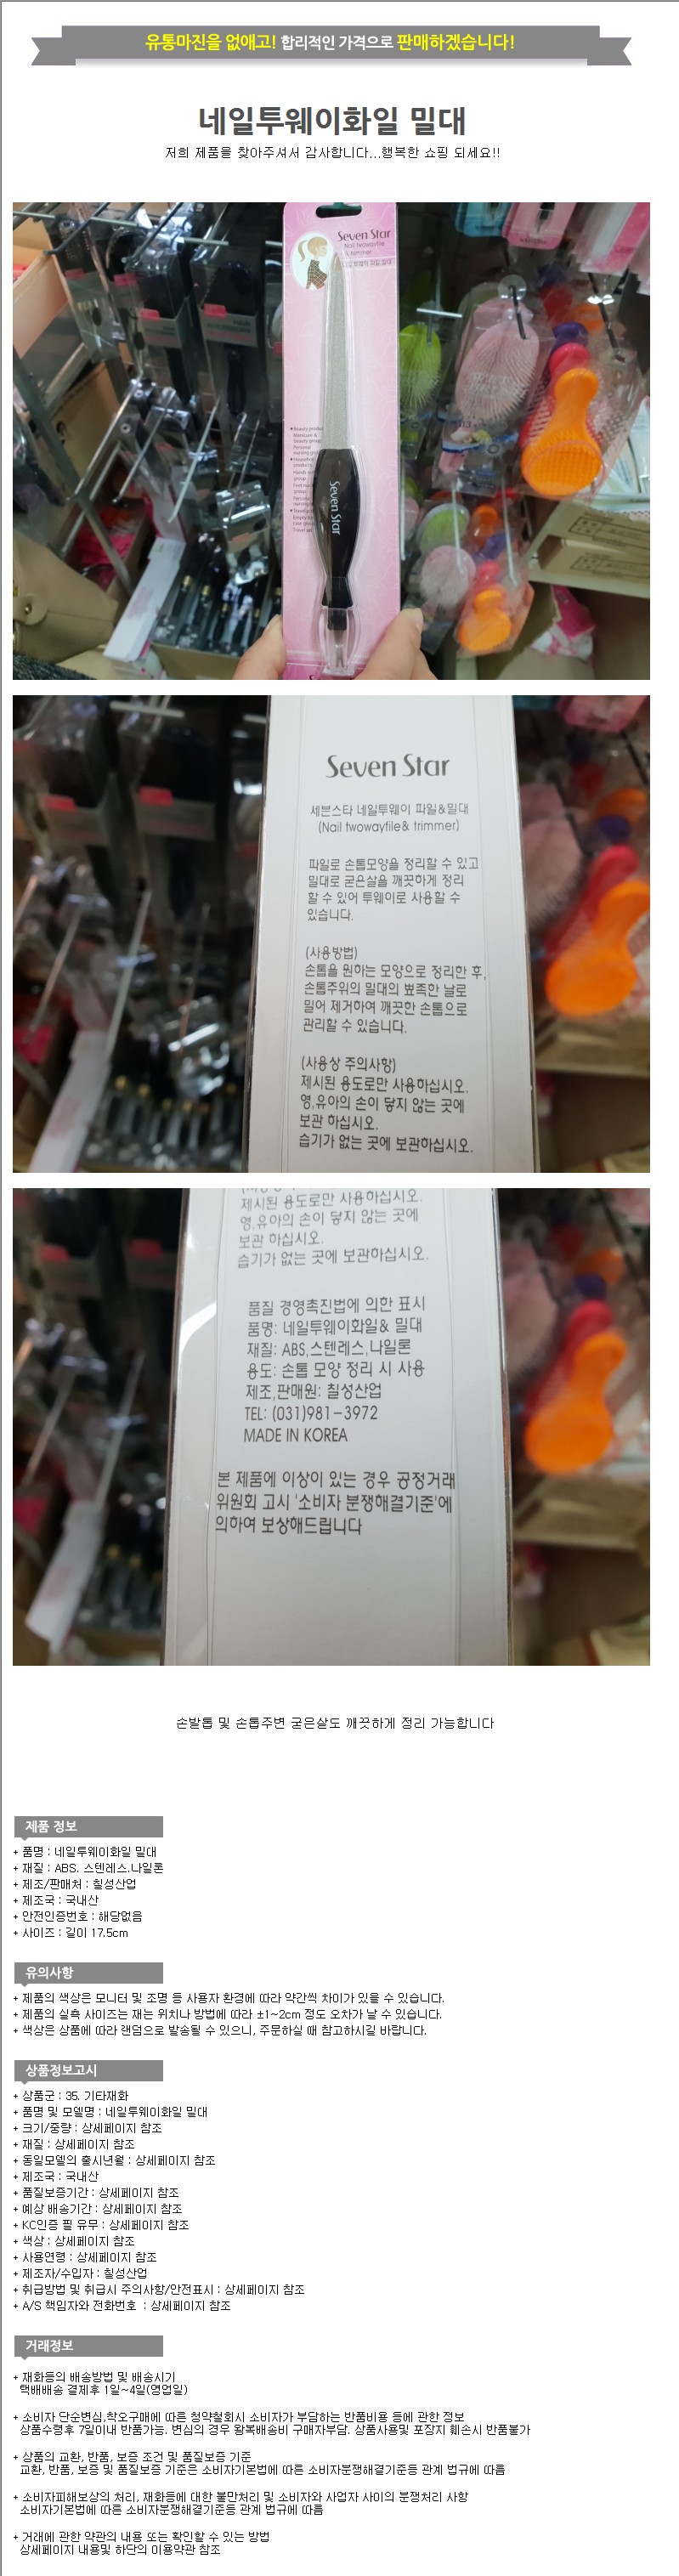 유통마진을 없애고! 합리적인 가격으로 판매하겠습니다!
네일투웨이화일 밀대
저희 제품을 찾아주셔서 감사합니다...행복한 쇼핑 되세요!!
Seven Star
Nail twowayfile
& trimmer
Seven Star
Seven Star
세븐스타 네일투웨이 파일&밀대
(Nail twowayfile& trimmer)
파일로 손톱모양을 정리할 수 있고
밀대로 굳은살을 깨끗하게 정리
할 수 있어 투웨이로 사용할 수
있습니다.
(사용방법)
손톱을 원하는 모양으로 정리한 후,
손톱주위의 밀대의 뾰족한 날로
밀어 제거하여 깨끗한 손톱으로
관리할 수 있습니다.
(사용상 주의사항)
제시된 용도로만 사용하십시오.
영,유아의 손이 닿지 않는 곳에
보관 하십시오.
습기가 없는 곳에 보관하십시오.
제시된 용도로만 사용하십시오.
영,유아의 손이 닿지 않는 곳에
보관 하십시오.
습기가 없는 곳에 보관하십시오.
품질 경영촉진법에 의한 표시
품명: 네일투웨이화일& 밀대
재질: ABS,스텐레스,나일론
용도: 손톱 모양 정리 시 사용
제조,판매원: 칠성산업
TEL: (031)981-3972
MADE IN KOREA
본 제품에 이상이 있는 경우 공정거래
위원회 고시 '소비자 분쟁해결기준'에
의하여 보상해드립니다
손발톱 및 손톱주변 굳은살도 깨끗하게 정리 가능합니다
제품 정보
+ 품명 : 네일투웨이화일 밀대
+ 재질 : ABS. 스텐레스.나일론
+ 제조/판매처 : 칠성산업
+ 제조국 : 국내산
+ 안전인증번호 : 해당없음
+ 사이즈 : 길이 17.5cm
유의사항
+ 제품의 색상은 모니터 및 조명 등 사용자 환경에 따라 약간씩 차이가 있을 수 있습니다.
+ 제품의 실측 사이즈는 재는 위치나 방법에 따라 ±1~2cm 정도 오차가 날 수 있습니다.
+ 색상은 상품에 따라 랜덤으로 발송될 수 있으니, 주문하실 때 참고하시길 바랍니다.
상품정보고시
+ 상품군 : 35. 기타재화
+ 품명 및 모델명 : 네일투웨이화일 밀대
+ 크기/중량 : 상세페이지 참조
+ 재질 : 상세페이지 참조
+ 동일모델의 출시년월 : 상세페이지 참조
+ 제조국 : 국내산
+ 품질보증기간 : 상세페이지 참조
+ 예상 배송기간 : 상세페이지 참조
+ KC인증 필 유무 : 상세페이지 참조
+ 색상 : 상세페이지 참조
+ 사용연령 : 상세페이지 참조
+ 제조자/수입자 : 칠성산업
+ 취급방법 및 취급시 주의사항/안전표시 : 상세페이지 참조
+ A/S 책임자와 전화번호 : 상세페이지 참조
거래정보
+ 재화등의 배송방법 및 배송시기
택배배송 결제후 1일~4일(영업일)
+ 소비자 단순변심,착오구매에 따른 청약철회시 소비자가 부담하는 반품비용 등에 관한 정보
상품수령후 7일이내 반품가능. 변심의 경우 왕복배송비 구매자부담. 상품사용및 포장지 훼손시 반품불가
+ 상품의 교환, 반품, 보증 조건 및 품질보증 기준
교환, 반품, 보증 및 품질보증 기준은 소비자기본법에 따른 소비자분쟁해결기준등 관계 법규에 따름
+ 소비자피해보상의 처리, 재화등에 대한 불만처리 및 소비자와 사업자 사이의 분쟁처리 사항
소비자기본법에 따른 소비자분쟁해결기준등 관계 법규에 따름
+ 거래에 관한 약관의 내용 또는 확인할 수 있는 방법
상세페이지 내용및 하단의 이용약관 참조